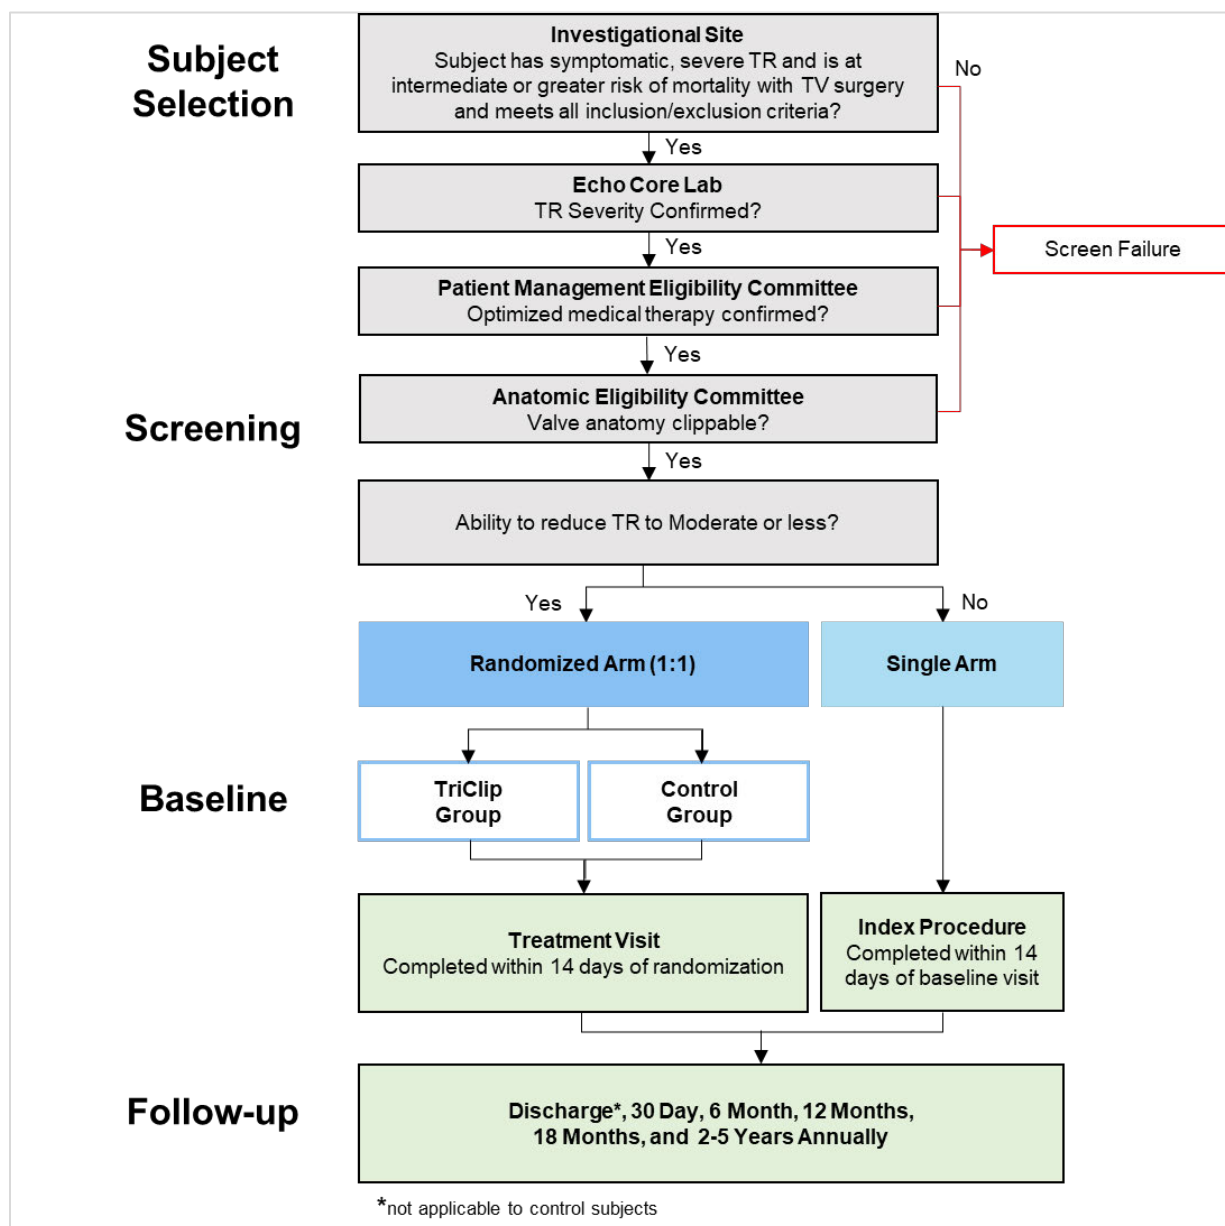 Subject
Selection
Investigational Site
Subject has symptomatic, severe TR and is at
intermediate or greater risk of mortality with TV surgery
and meets all inclusion/exclusion criteria?
No
Yes
Echo Core Lab
TR Severity Confirmed?
Screen Failure
Yes
Patient Management Eligibility Committee
Optimized medical therapy confirmed?
Yes
Screening
Anatomic Eligibility Committee
Valve anatomy clippable?
Yes
Ability to reduce TR to Moderate or less?
Yes
No
Randomized Arm (1:1)
Single Arm
Baseline
TriClip
Group
Control
Group
Treatment Visit
Completed within 14 days of randomization
Index Procedure
Completed within 14
days of baseline visit
Follow-up
Discharge*, 30 Day, 6 Month, 12 Months,
18 Months, and 2-5 Years Annually
*not applicable to control subjects